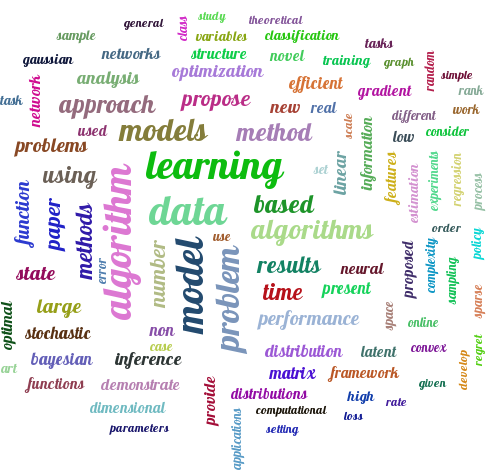 study
general
class
theoretical
sample
variables
classification
tasks
gaussian
networks
structure
novel
training
graph
random
simple
analysis
optimization
efficient
gradient
rank
task
network
approach
propose
new
real
different
work
used
models
method
scale
information
low
consider
problems
learning
linear
features
estimation
experiments
regression
process
using
set
function
paper
methods
algorithm
data
based
algorithms
order
policy
use
number
model
problem
results
neural
proposed
complexity
sampling
state
error
time
present
sparse
large
performance
space
online
optimal
stochastic
non
case
distribution
latent
convex
regret
bayesian
inference
matrix
framework
develop
art
functions
demonstrate
provide
distributions
high
given
rate
dimensional
applications
computational
loss
parameters
setting